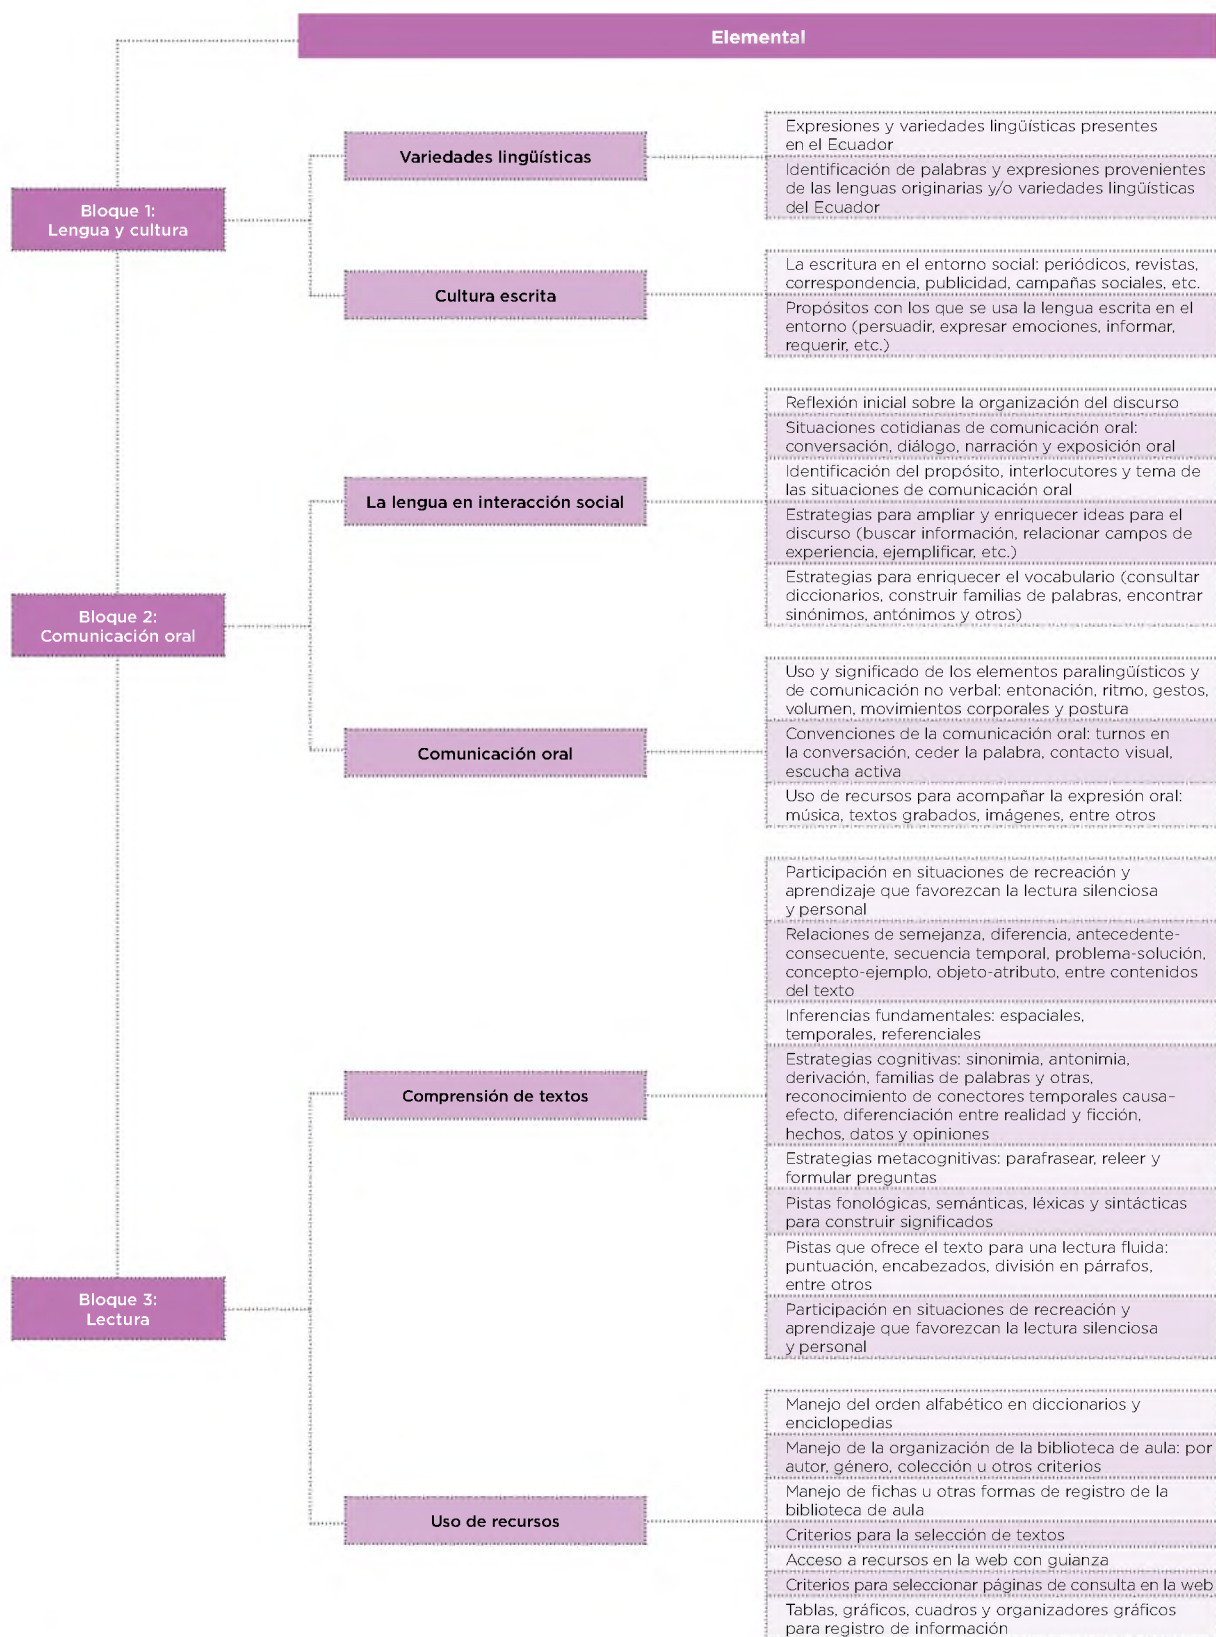 Elemental
Bloque 1:
Lengua y cultura
Variedades lingüísticas
Expresiones y variedades lingüísticas presentes
en el Ecuador
Identificación de palabras y expresiones provenientes
de las lenguas originarias y/o variedades lingüísticas
del Ecuador
Cultura escrita
La escritura en el entorno social: periódicos, revistas,
correspondencia, publicidad, campañas sociales, etc.
Propósitos con los que se usa la lengua escrita en el
entorno (persuadir, expresar emociones, informar,
requerir, etc.)
Bloque 2:
Comunicación oral
La lengua en interacción social
Reflexión inicial sobre la organización del discurso
Situaciones cotidianas de comunicación oral:
conversación, diálogo, narración y exposición oral
Identificación del propósito, interlocutores y tema de
las situaciones de comunicación oral
Estrategias para ampliar y enriquecer ideas para el
discurso (buscar información, relacionar campos de
experiencia, ejemplificar, etc.)
Estrategias para enriquecer el vocabulario (consultar
diccionarios, construir familias de palabras, encontrar
sinónimos, antónimos y otros)
Comunicación oral
Uso y significado de los elementos paralingüísticos y
de comunicación no verbal: entonación, ritmo, gestos,
volumen, movimientos corporales y postura
Convenciones de la comunicación oral: turnos en
la conversación, ceder la palabra, contacto visual,
escucha activa
Uso de recursos para acompañar la expresión oral:
música, textos grabados, imágenes, entre otros
Bloque 3:
Lectura
Comprensión de textos
Participación en situaciones de recreación y
aprendizaje que favorezcan la lectura silenciosa
y personal
Relaciones de semejanza, diferencia, antecedente-
consecuente, secuencia temporal, problema-solución,
concepto-ejemplo, objeto-atributo, entre contenidos
del texto
Inferencias fundamentales: espaciales,
temporales, referenciales
Estrategias cognitivas: sinonimia, antonimia,
derivación, familias de palabras y otras,
reconocimiento de conectores temporales causa–
efecto, diferenciación entre realidad y ficción,
hechos, datos y opiniones
Estrategias metacognitivas: parafrasear, releer y
formular preguntas
Pistas fonológicas, semánticas, léxicas y sintácticas
para construir significados
Pistas que ofrece el texto para una lectura fluida:
puntuación, encabezados, división en párrafos,
entre otros
Participación en situaciones de recreación y
aprendizaje que favorezcan la lectura silenciosa
y personal
Uso de recursos
Manejo del orden alfabético en diccionarios y
enciclopedias
Manejo de la organización de la biblioteca de aula: por
autor, género, colección u otros criterios
Manejo de fichas u otras formas de registro de la
biblioteca de aula
Criterios para la selección de textos
Acceso a recursos en la web con guianza
Criterios para seleccionar páginas de consulta en la web
Tablas, gráficos, cuadros y organizadores gráficos
para registro de información